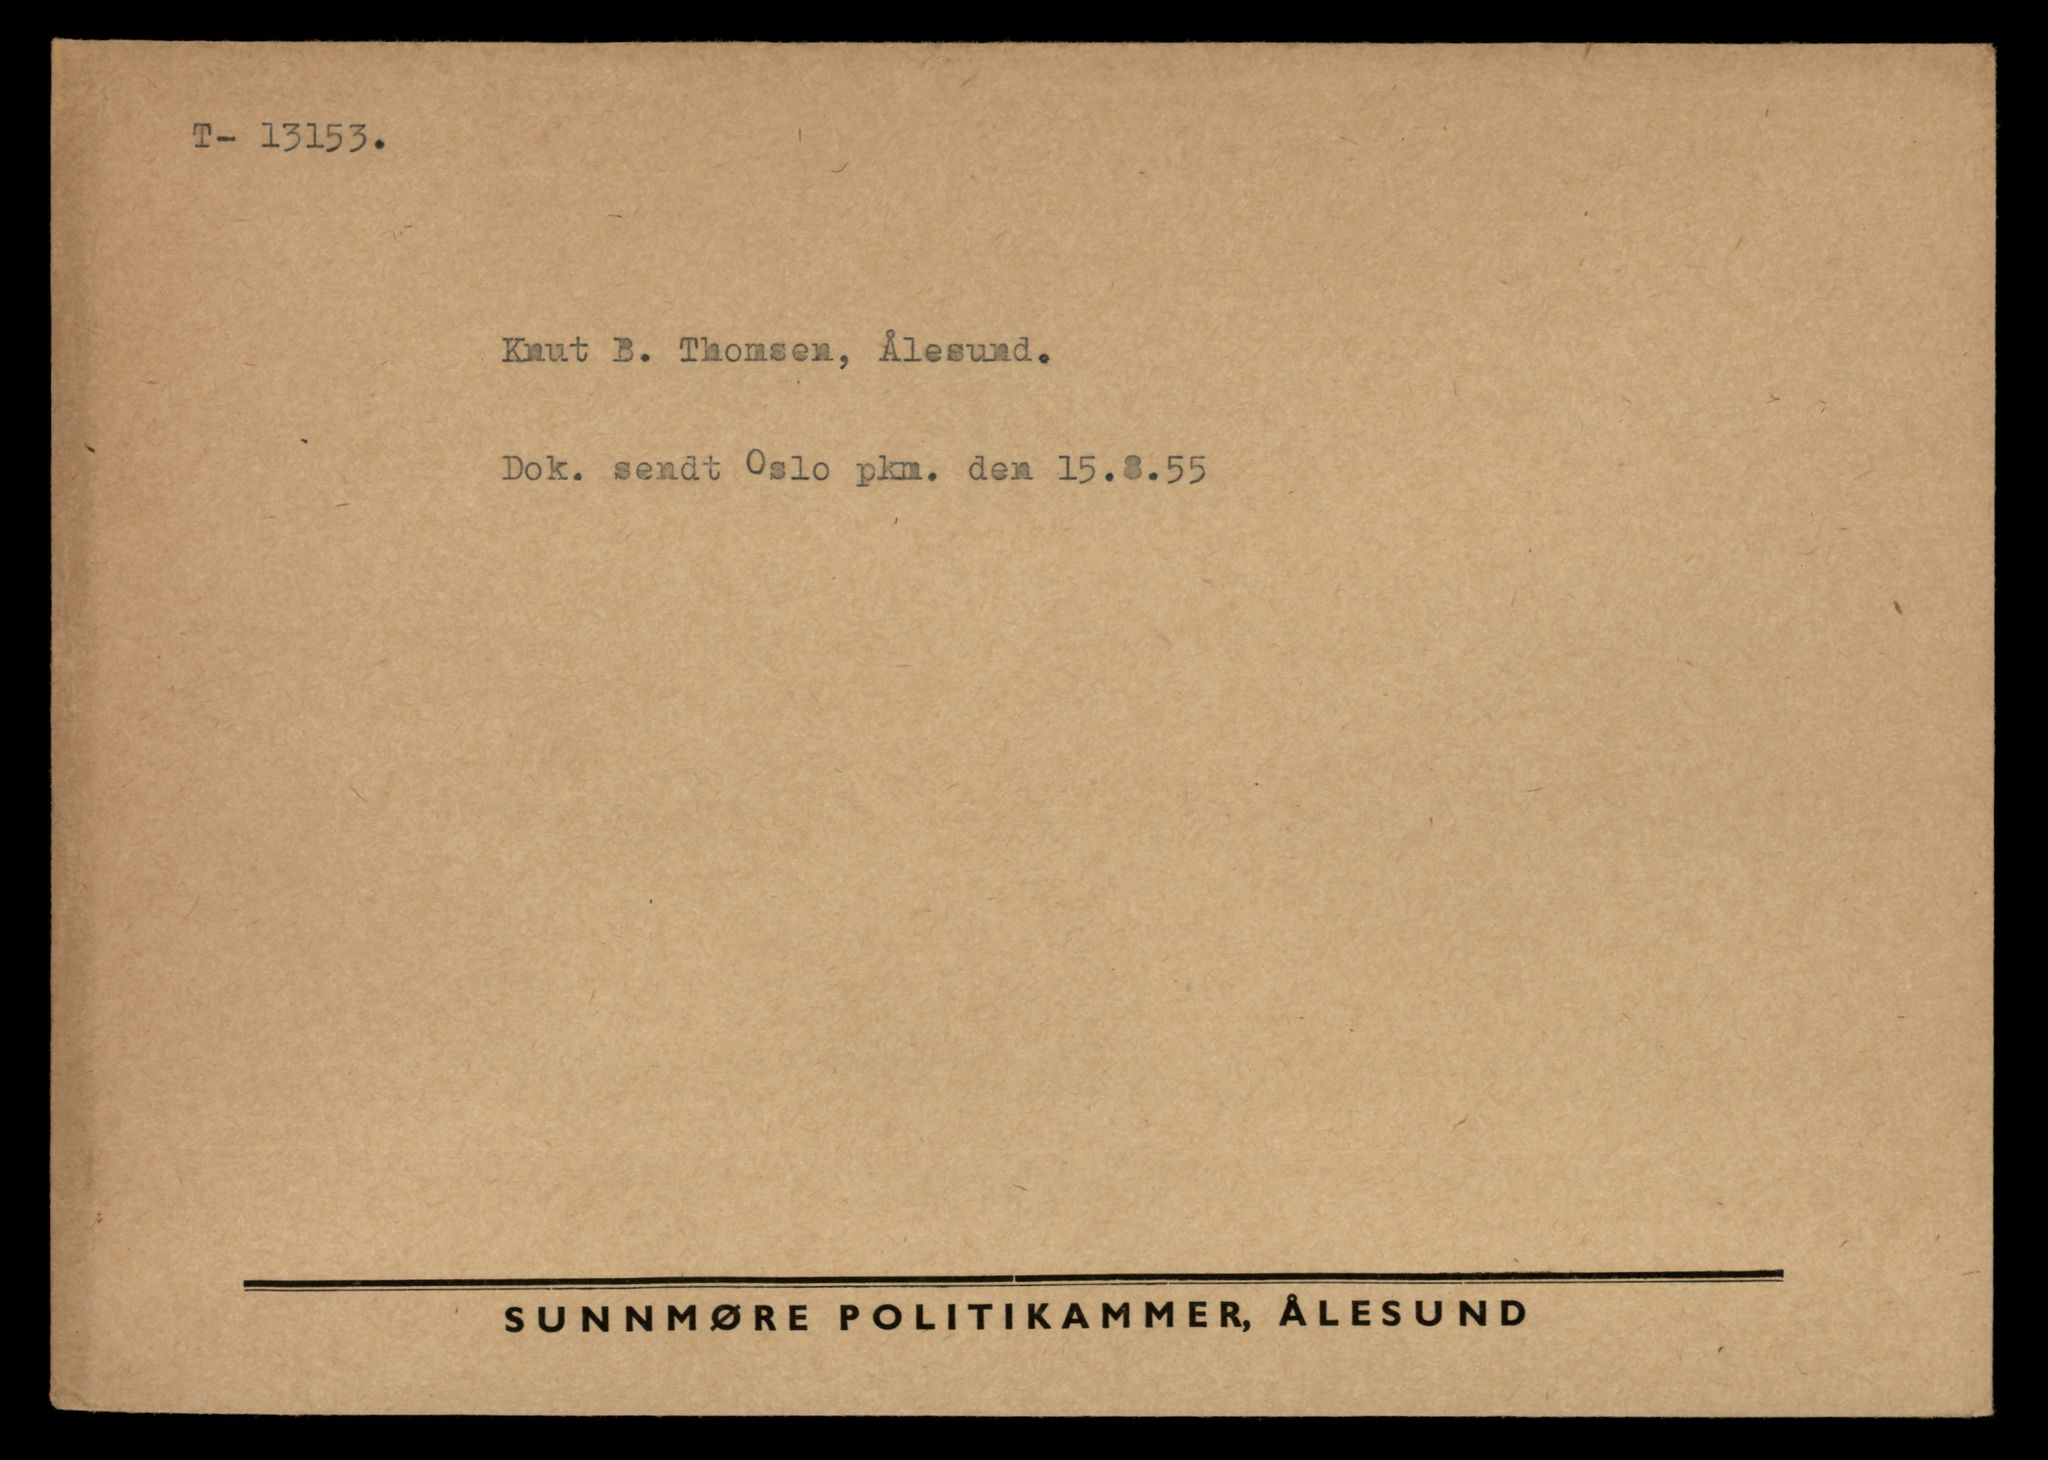 T- 13153.
Knut B. Thomsen, Ålesund.
Dok. sendt Oslo pkm. den 15.8.55
SUNNMØRE POLITIKAMMER, ÅLESUND